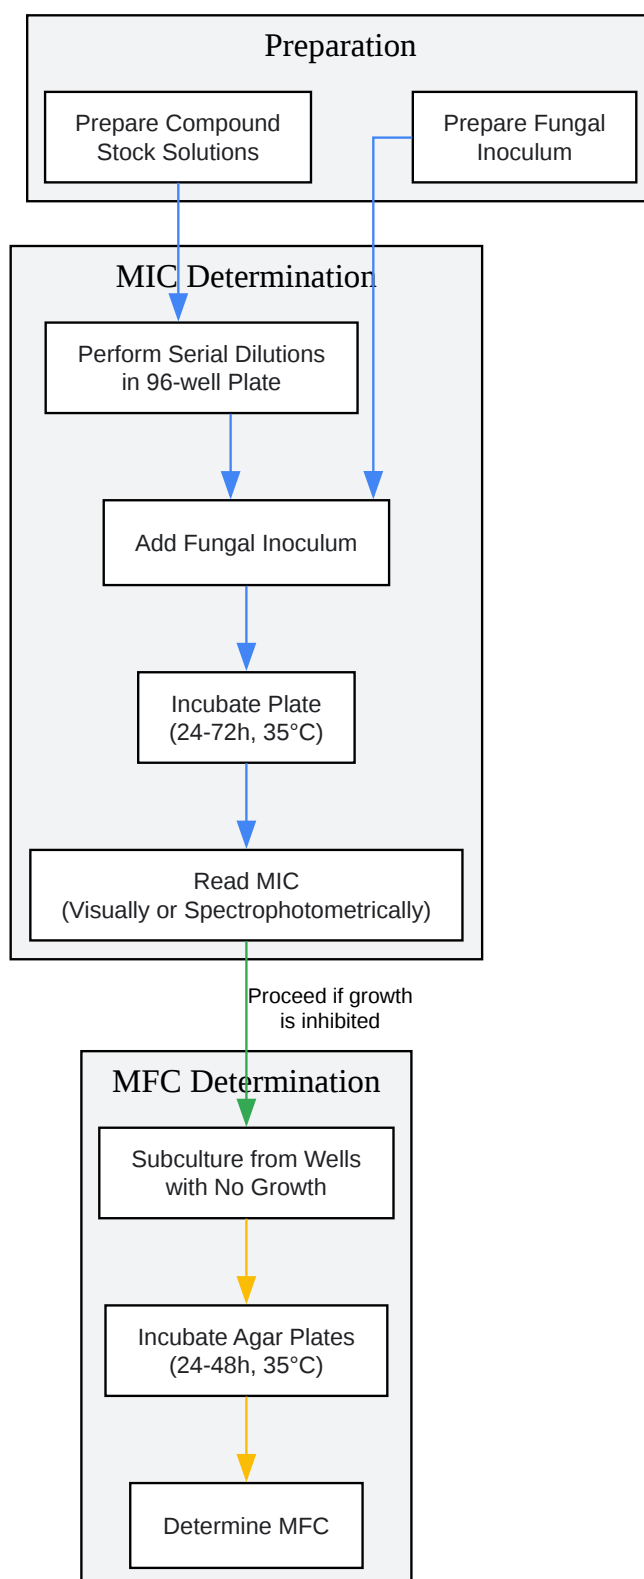 Preparation
Prepare Compound
Stock Solutions
Prepare Fungal
Inoculum
MIC Determination
Perform Serial Dilutions
in 96-well Plate
Add Fungal Inoculum
Incubate Plate
(24-72h, 35°C)
Read MIC
(Visually or Spectrophotometrically)
Proceed if growth
is inhibited
MFC Determination
Subculture from Wells
with No Growth
Incubate Agar Plates
(24-48h, 35°C)
Determine MFC